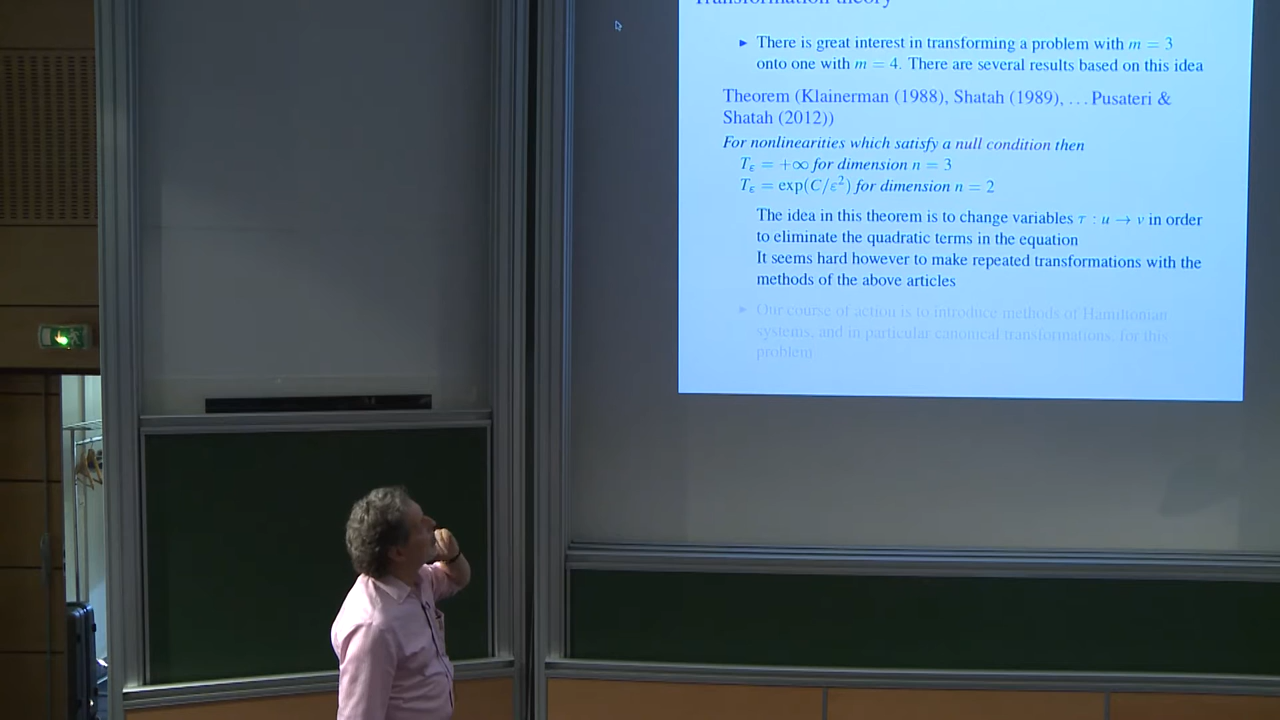 Transformation theory
▸ There is great interest in transforming a problem with m = 3
onto one with m = 4. There are several results based on this idea
Theorem (Klainerman (1988), Shatah (1989), … Pusateri &
Shatah (2012))
For nonlinearities which satisfy a null condition then
T_ε = +∞ for dimension n = 3
T_ε = exp(C/ε²) for dimension n = 2
The idea in this theorem is to change variables τ : u → v in order
to eliminate the quadratic terms in the equation
It seems hard however to make repeated transformations with the
methods of the above articles
▸ Our course of action is to introduce methods of Hamiltonian
systems, and in particular canonical transformations, for this
problem